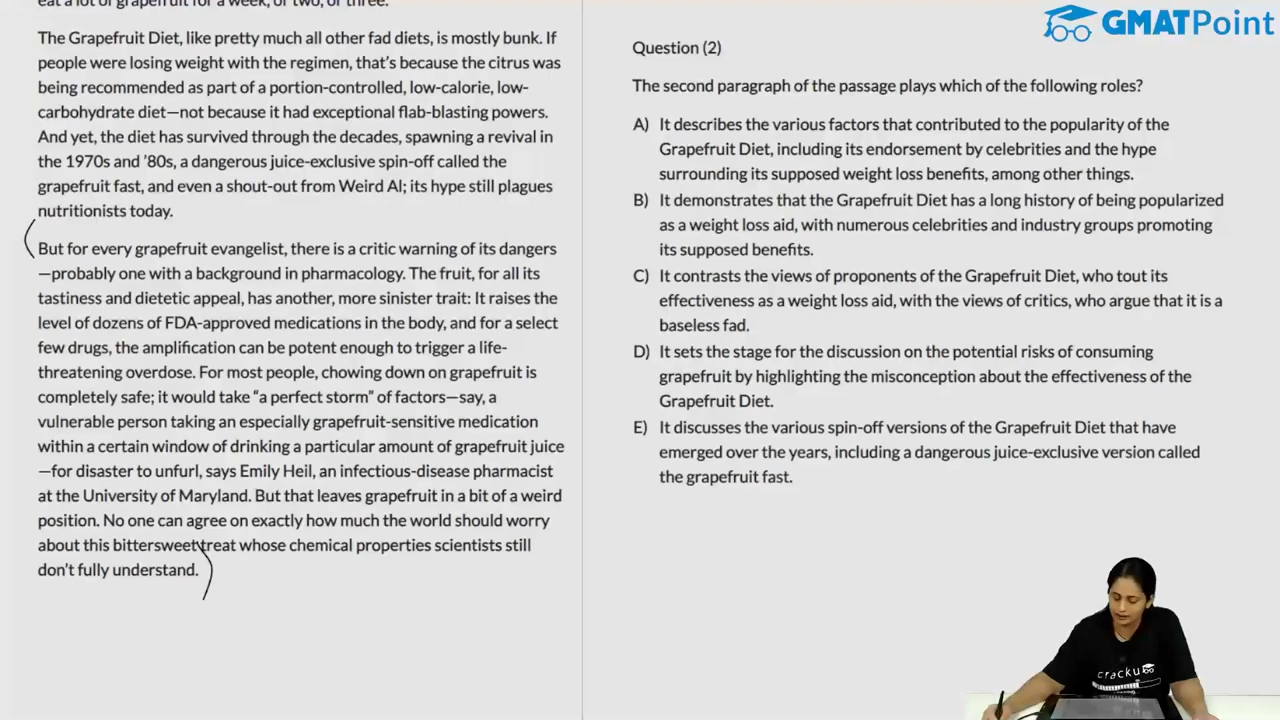 eat a lot of grapefruit for a week, or two, or three.
The Grapefruit Diet, like pretty much all other fad diets, is mostly bunk. If
people were losing weight with the regimen, that's because the citrus was
being recommended as part of a portion-controlled, low-calorie, low-
carbohydrate diet—not because it had exceptional flab-blasting powers.
And yet, the diet has survived through the decades, spawning a revival in
the 1970s and '80s, a dangerous juice-exclusive spin-off called the
grapefruit fast, and even a shout-out from Weird Al; its hype still plagues
nutritionists today.
But for every grapefruit evangelist, there is a critic warning of its dangers
—probably one with a background in pharmacology. The fruit, for all its
tastiness and dietetic appeal, has another, more sinister trait: It raises the
level of dozens of FDA-approved medications in the body, and for a select
few drugs, the amplification can be potent enough to trigger a life-
threatening overdose. For most people, chowing down on grapefruit is
completely safe; it would take “a perfect storm” of factors—say, a
vulnerable person taking an especially grapefruit-sensitive medication
within a certain window of drinking a particular amount of grapefruit juice
—for disaster to unfurl, says Emily Heil, an infectious-disease pharmacist
at the University of Maryland. But that leaves grapefruit in a bit of a weird
position. No one can agree on exactly how much the world should worry
about this bittersweet treat whose chemical properties scientists still
don't fully understand.
GMATPoint
Question (2)
The second paragraph of the passage plays which of the following roles?
A) It describes the various factors that contributed to the popularity of the
Grapefruit Diet, including its endorsement by celebrities and the hype
surrounding its supposed weight loss benefits, among other things.
B) It demonstrates that the Grapefruit Diet has a long history of being popularized
as a weight loss aid, with numerous celebrities and industry groups promoting
its supposed benefits.
C) It contrasts the views of proponents of the Grapefruit Diet, who tout its
effectiveness as a weight loss aid, with the views of critics, who argue that it is a
baseless fad.
D) It sets the stage for the discussion on the potential risks of consuming
grapefruit by highlighting the misconception about the effectiveness of the
Grapefruit Diet.
E) It discusses the various spin-off versions of the Grapefruit Diet that have
emerged over the years, including a dangerous juice-exclusive version called
the grapefruit fast.
cracku